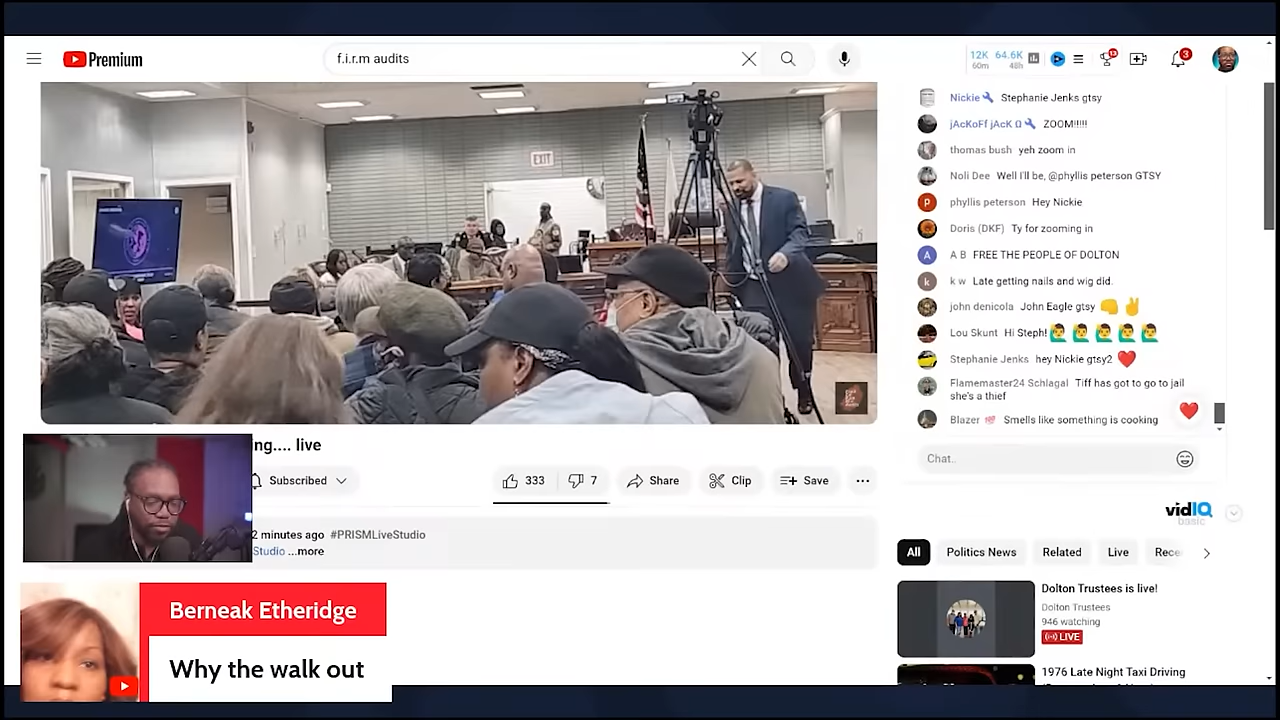 Premium
f.i.r.m audits
12K 64.6K
60m 48h
13
3
EXIT
Nickie Stephanie Jenks gtsy
jAcKoFf jAcK Ω ZOOM!!!!!
thomas bush yeh zoom in
Noli Dee Well I'll be, @phyllis peterson GTSY
P phyllis peterson Hey Nickie
Doris (DKF) Ty for zooming in
A A B FREE THE PEOPLE OF DOLTON
k k w Late getting nails and wig did.
john denicola John Eagle gtsy 👊 ✌
Lou Skunt Hi Steph! 🙋‍♂️ 🙋‍♂️ 🙋‍♂️ 🙋‍♂️ 🙋‍♂️
Stephanie Jenks hey Nickie gtsy2 ❤️
Flamemaster24 Schlagal Tiff has got to go to jail
she's a thief
Blazer Smells like something is cooking
Chat..
ng.... live
Subscribed
333
7
Share
Clip
Save
2 minutes ago #PRISMLiveStudio
Studio ...more
vidIQ
basic
All
Politics News
Related
Live
Rece
Dolton Trustees is live!
Dolton Trustees
946 watching
LIVE
1976 Late Night Taxi Driving
Berneak Etheridge
Why the walk out